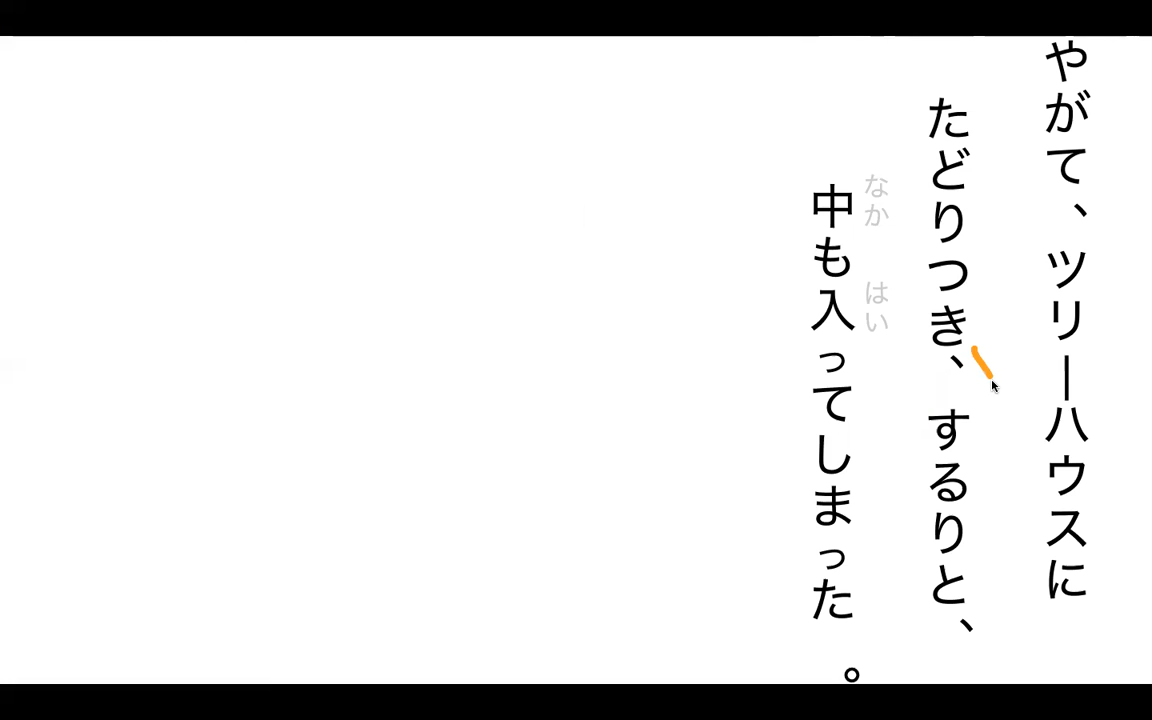 やがて、ツリーハウスに
たどりつき、するりと、
中も入ってしまった。
なか
はい